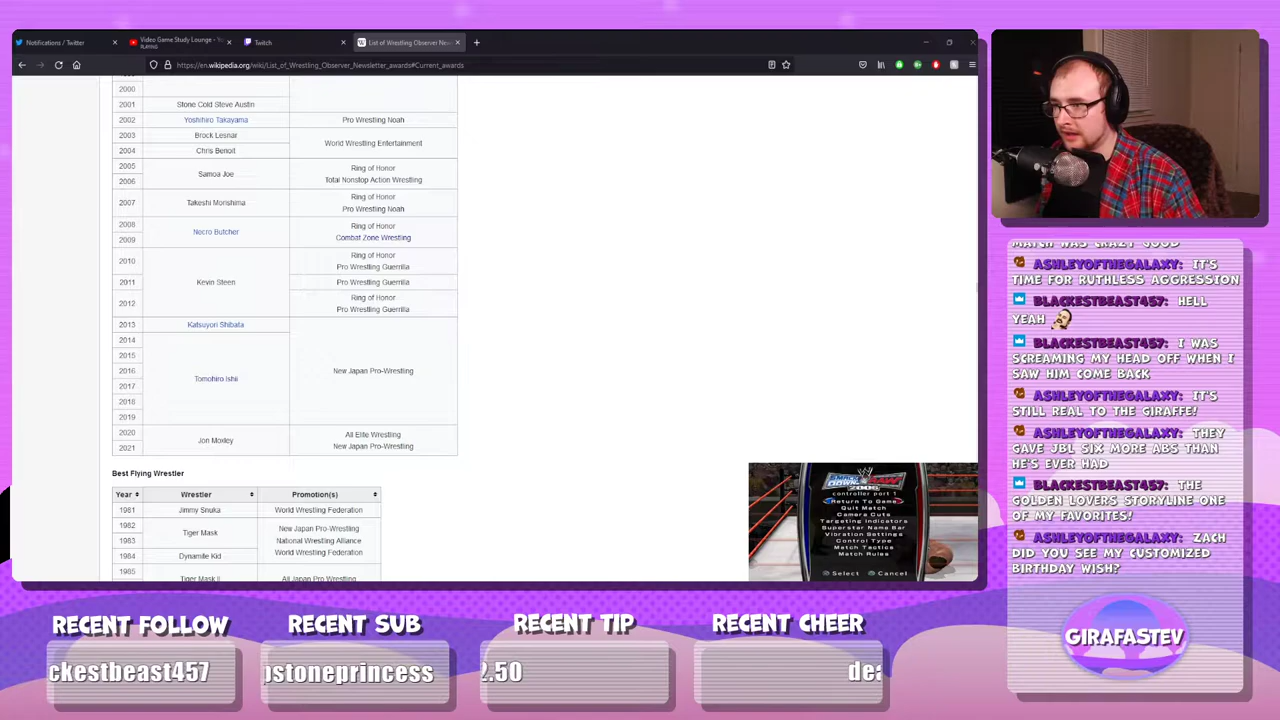 Notifications / Twitter
Video Game Study Lounge -
PLAYING
Twitch
List of Wrestling Observer New
https://en.wikipedia.org/wiki/List_of_Wrestling_Observer_Newsletter_awards#Current_awards
2000
2001 Stone Cold Steve Austin
2002 Yoshihiro Takayama Pro Wrestling Noah
2003 Brock Lesnar World Wrestling Entertainment
2004 Chris Benoit
2005 Samoa Joe Ring of Honor
2006 Total Nonstop Action Wrestling
2007 Takeshi Morishima Ring of Honor
Pro Wrestling Noah
2008 Necro Butcher Ring of Honor
2009 Combat Zone Wrestling
2010 Kevin Steen Ring of Honor
Pro Wrestling Guerrilla
2011 Pro Wrestling Guerrilla
2012 Ring of Honor
Pro Wrestling Guerrilla
2013 Katsuyori Shibata New Japan Pro-Wrestling
2014 Tomohiro Ishii
2015
2016
2017
2018
2019
2020 Jon Moxley All Elite Wrestling
2021 New Japan Pro-Wrestling
Best Flying Wrestler
Year Wrestler Promotion(s)
1981 Jimmy Snuka World Wrestling Federation
1982 Tiger Mask New Japan Pro-Wrestling
1983 National Wrestling Alliance
1984 Dynamite Kid World Wrestling Federation
1985 Tiger Mask II All Japan Pro-Wrestling
controller port 1
Return To Game
Quit Match
Camera Cuts
Targeting Indicators
Superstar Name Bar
Vibration Settings
Control Type
Match Tactics
Match Rules
Select Cancel
MATCH WAS CRAZY GOOD
ASHLEYOFTHEGALAXY: IT'S
TIME FOR RUTHLESS AGGRESSION
BLACKESTBEAST457: HELL
YEAH
BLACKESTBEAST457: I WAS
SCREAMING MY HEAD OFF WHEN I
SAW HIM COME BACK
ASHLEYOFTHEGALAXY: IT'S
STILL REAL TO THE GIRAFFE!
ASHLEYOFTHEGALAXY: THEY
GAVE JBL SIX MORE ABS THAN
HE'S EVER HAD
BLACKESTBEAST457: THE
GOLDEN LOVERS STORYLINE ONE
OF MY FAVORITES!
ASHLEYOFTHEGALAXY: ZACH
DID YOU SEE MY CUSTOMIZED
BIRTHDAY WISH?
GIRAFASTEV
RECENT FOLLOW
RECENT SUB
RECENT TIP
RECENT CHEER
ckestbeast457
pstoneprincess
2.50